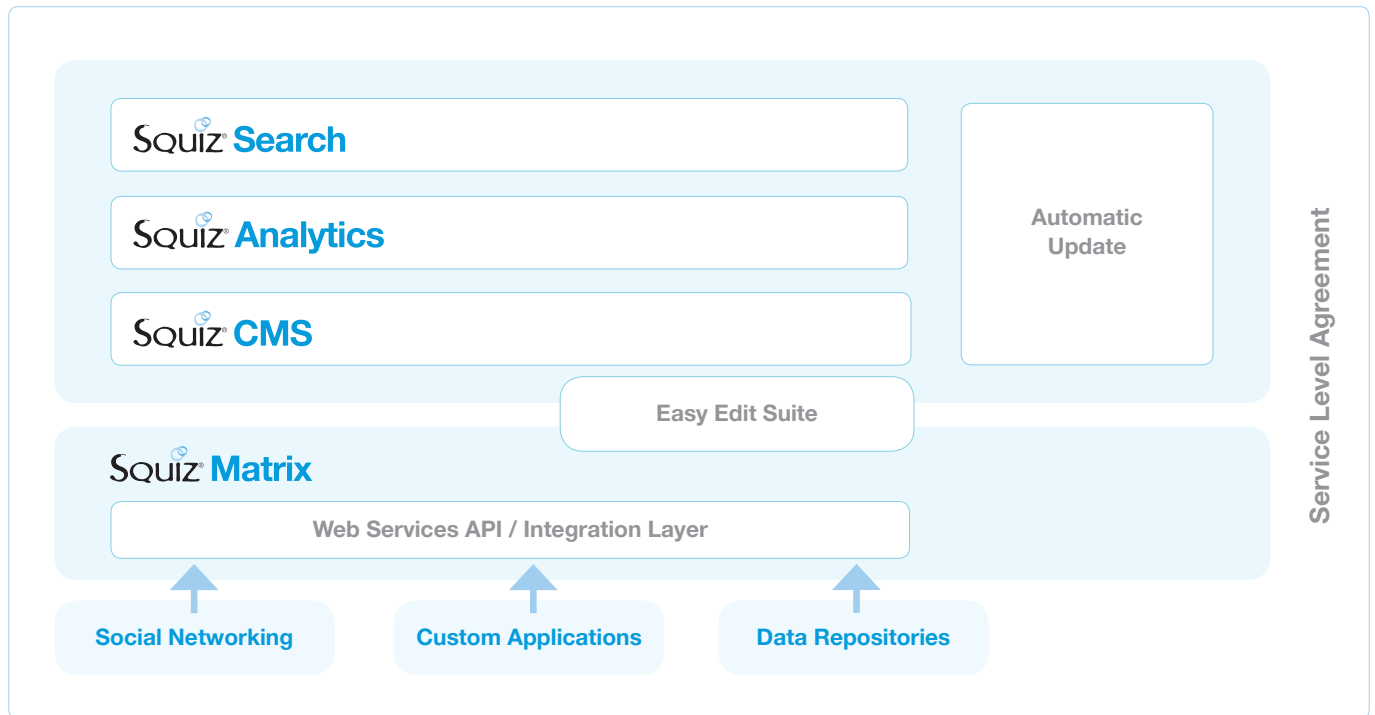 Squiz® Search
Squiz® Analytics
Squiz® CMS
Automatic
Update
Easy Edit Suite
Squiz® Matrix
Web Services API / Integration Layer
Social Networking
Custom Applications
Data Repositories
Service Level Agreement